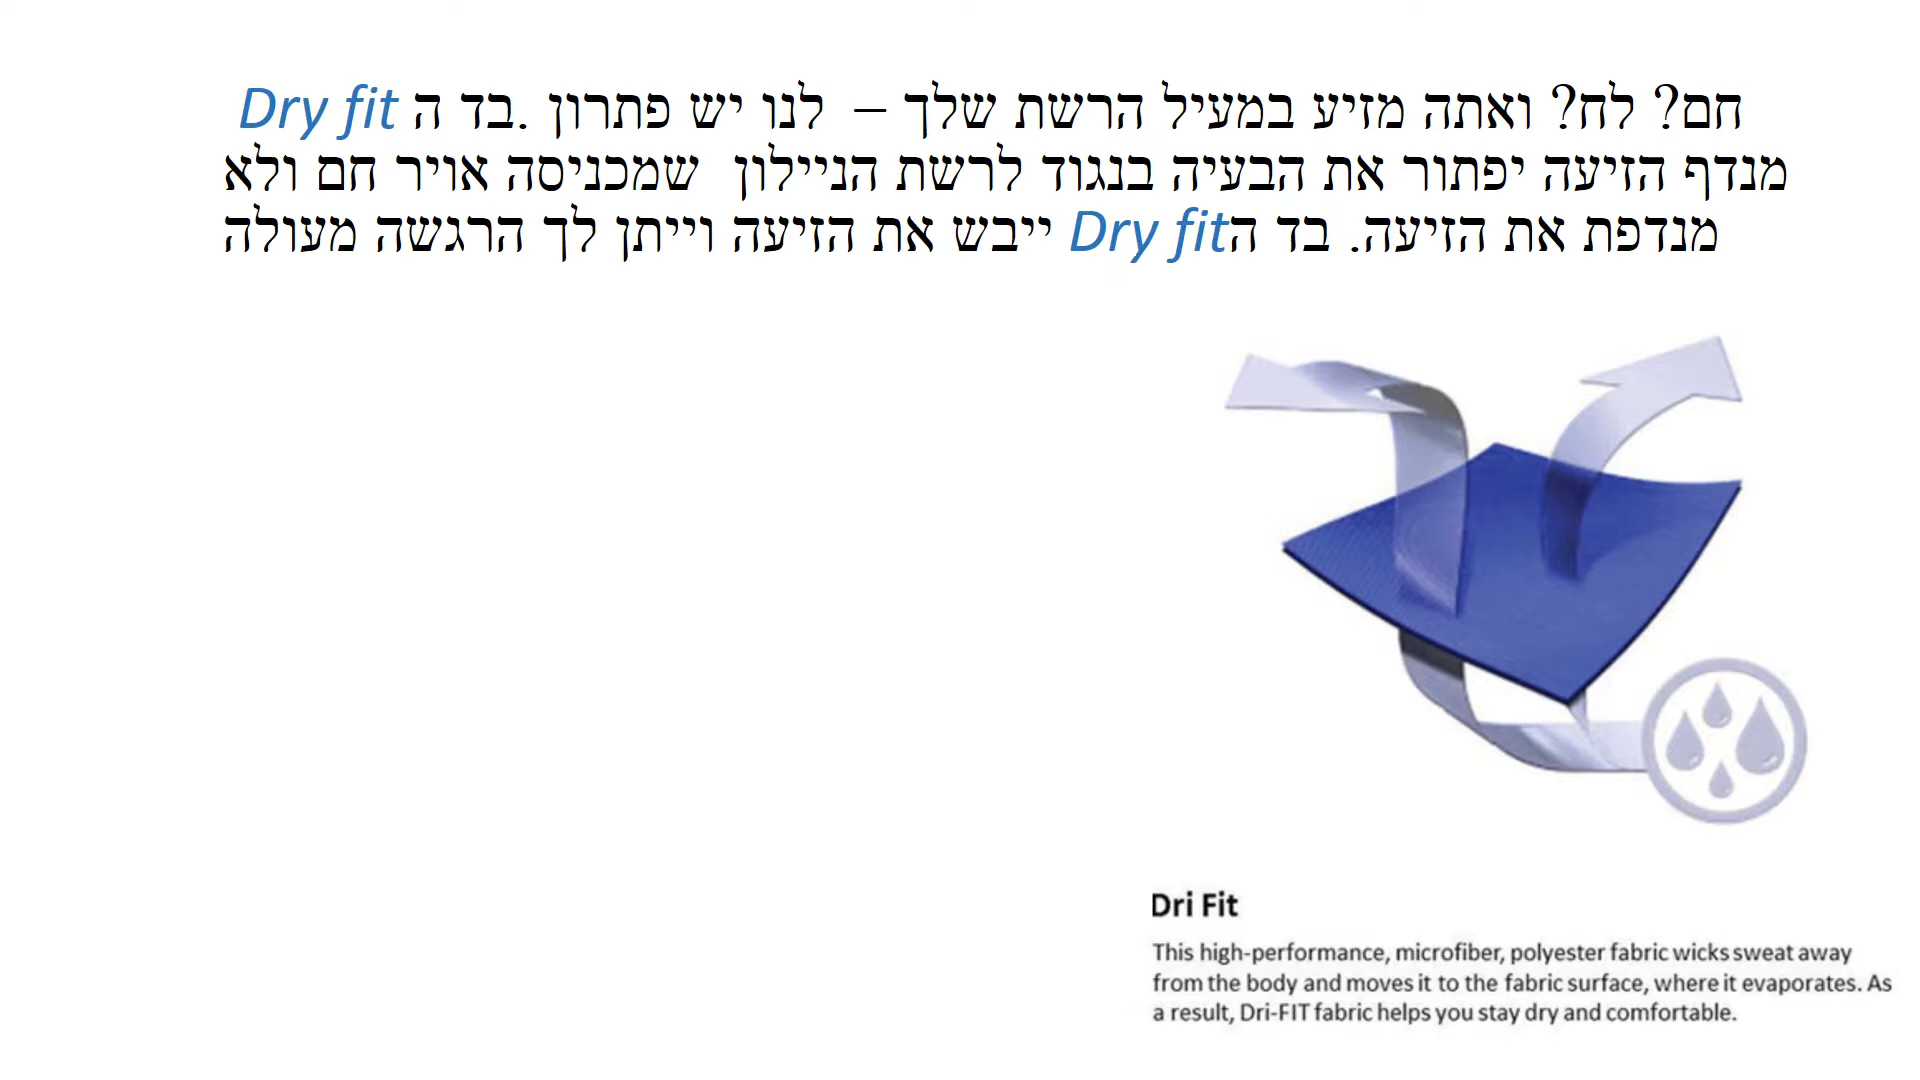 חם? לח? ואתה מזיע במעיל הרשת שלך – לנו יש פתרון .בד ה Dry fit
מנדף הזיעה יפתור את הבעיה בנגוד לרשת הניילון שמכניסה אויר חם ולא
מנדפת את הזיעה. בד הDry fit ייבש את הזיעה וייתן לך הרגשה מעולה
Dri Fit
This high-performance, microfiber, polyester fabric wicks sweat away
from the body and moves it to the fabric surface, where it evaporates. As
a result, Dri-FIT fabric helps you stay dry and comfortable.